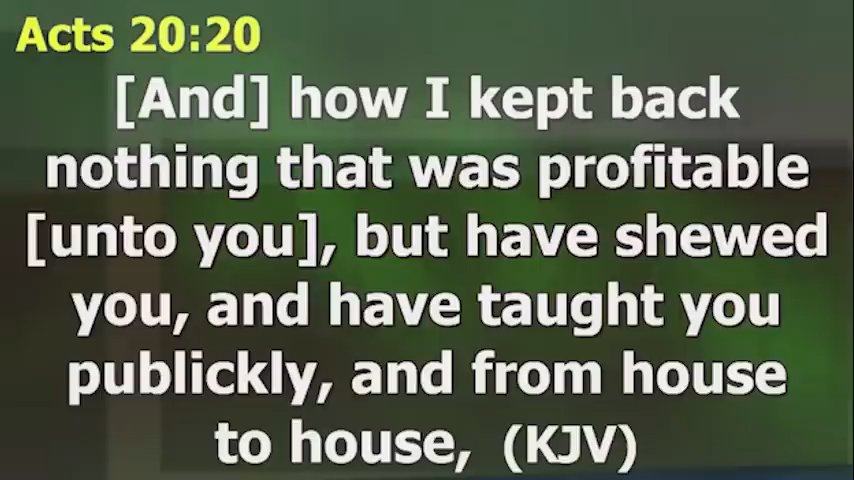 Acts 20:20
[And] how I kept back
nothing that was profitable
[unto you], but have shewed
you, and have taught you
publickly, and from house
to house, (KJV)